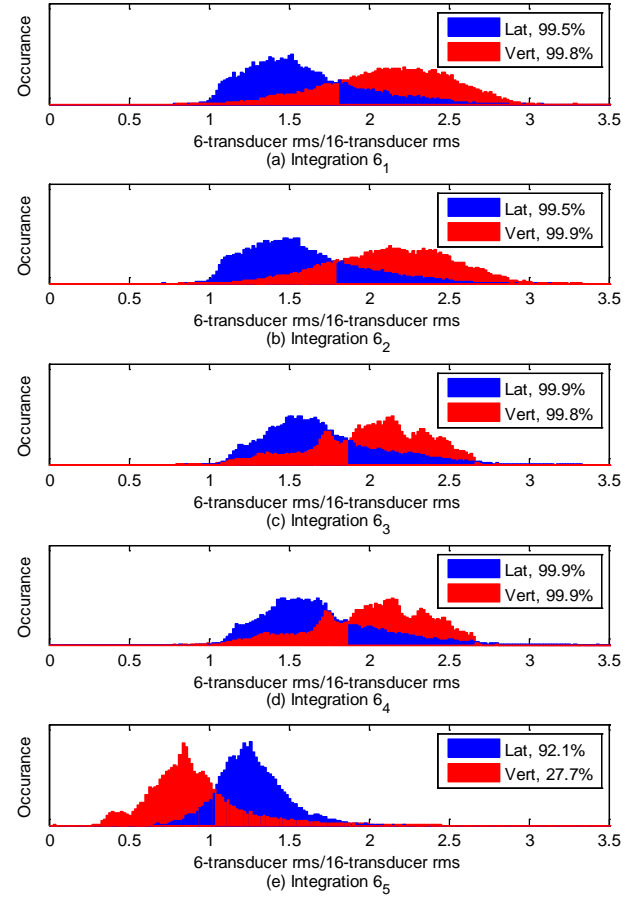 Occurance
Lat, 99.5%
Vert, 99.8%
0 0.5 1 1.5 2 2.5 3 3.5
6-transducer rms/16-transducer rms
(a) Integration 6₁
Occurance
Lat, 99.5%
Vert, 99.9%
0 0.5 1 1.5 2 2.5 3 3.5
6-transducer rms/16-transducer rms
(b) Integration 6₂
Occurance
Lat, 99.9%
Vert, 99.8%
0 0.5 1 1.5 2 2.5 3 3.5
6-transducer rms/16-transducer rms
(c) Integration 6₃
Occurance
Lat, 99.9%
Vert, 99.9%
0 0.5 1 1.5 2 2.5 3 3.5
6-transducer rms/16-transducer rms
(d) Integration 6₄
Occurance
Lat, 92.1%
Vert, 27.7%
0 0.5 1 1.5 2 2.5 3 3.5
6-transducer rms/16-transducer rms
(e) Integration 6₅